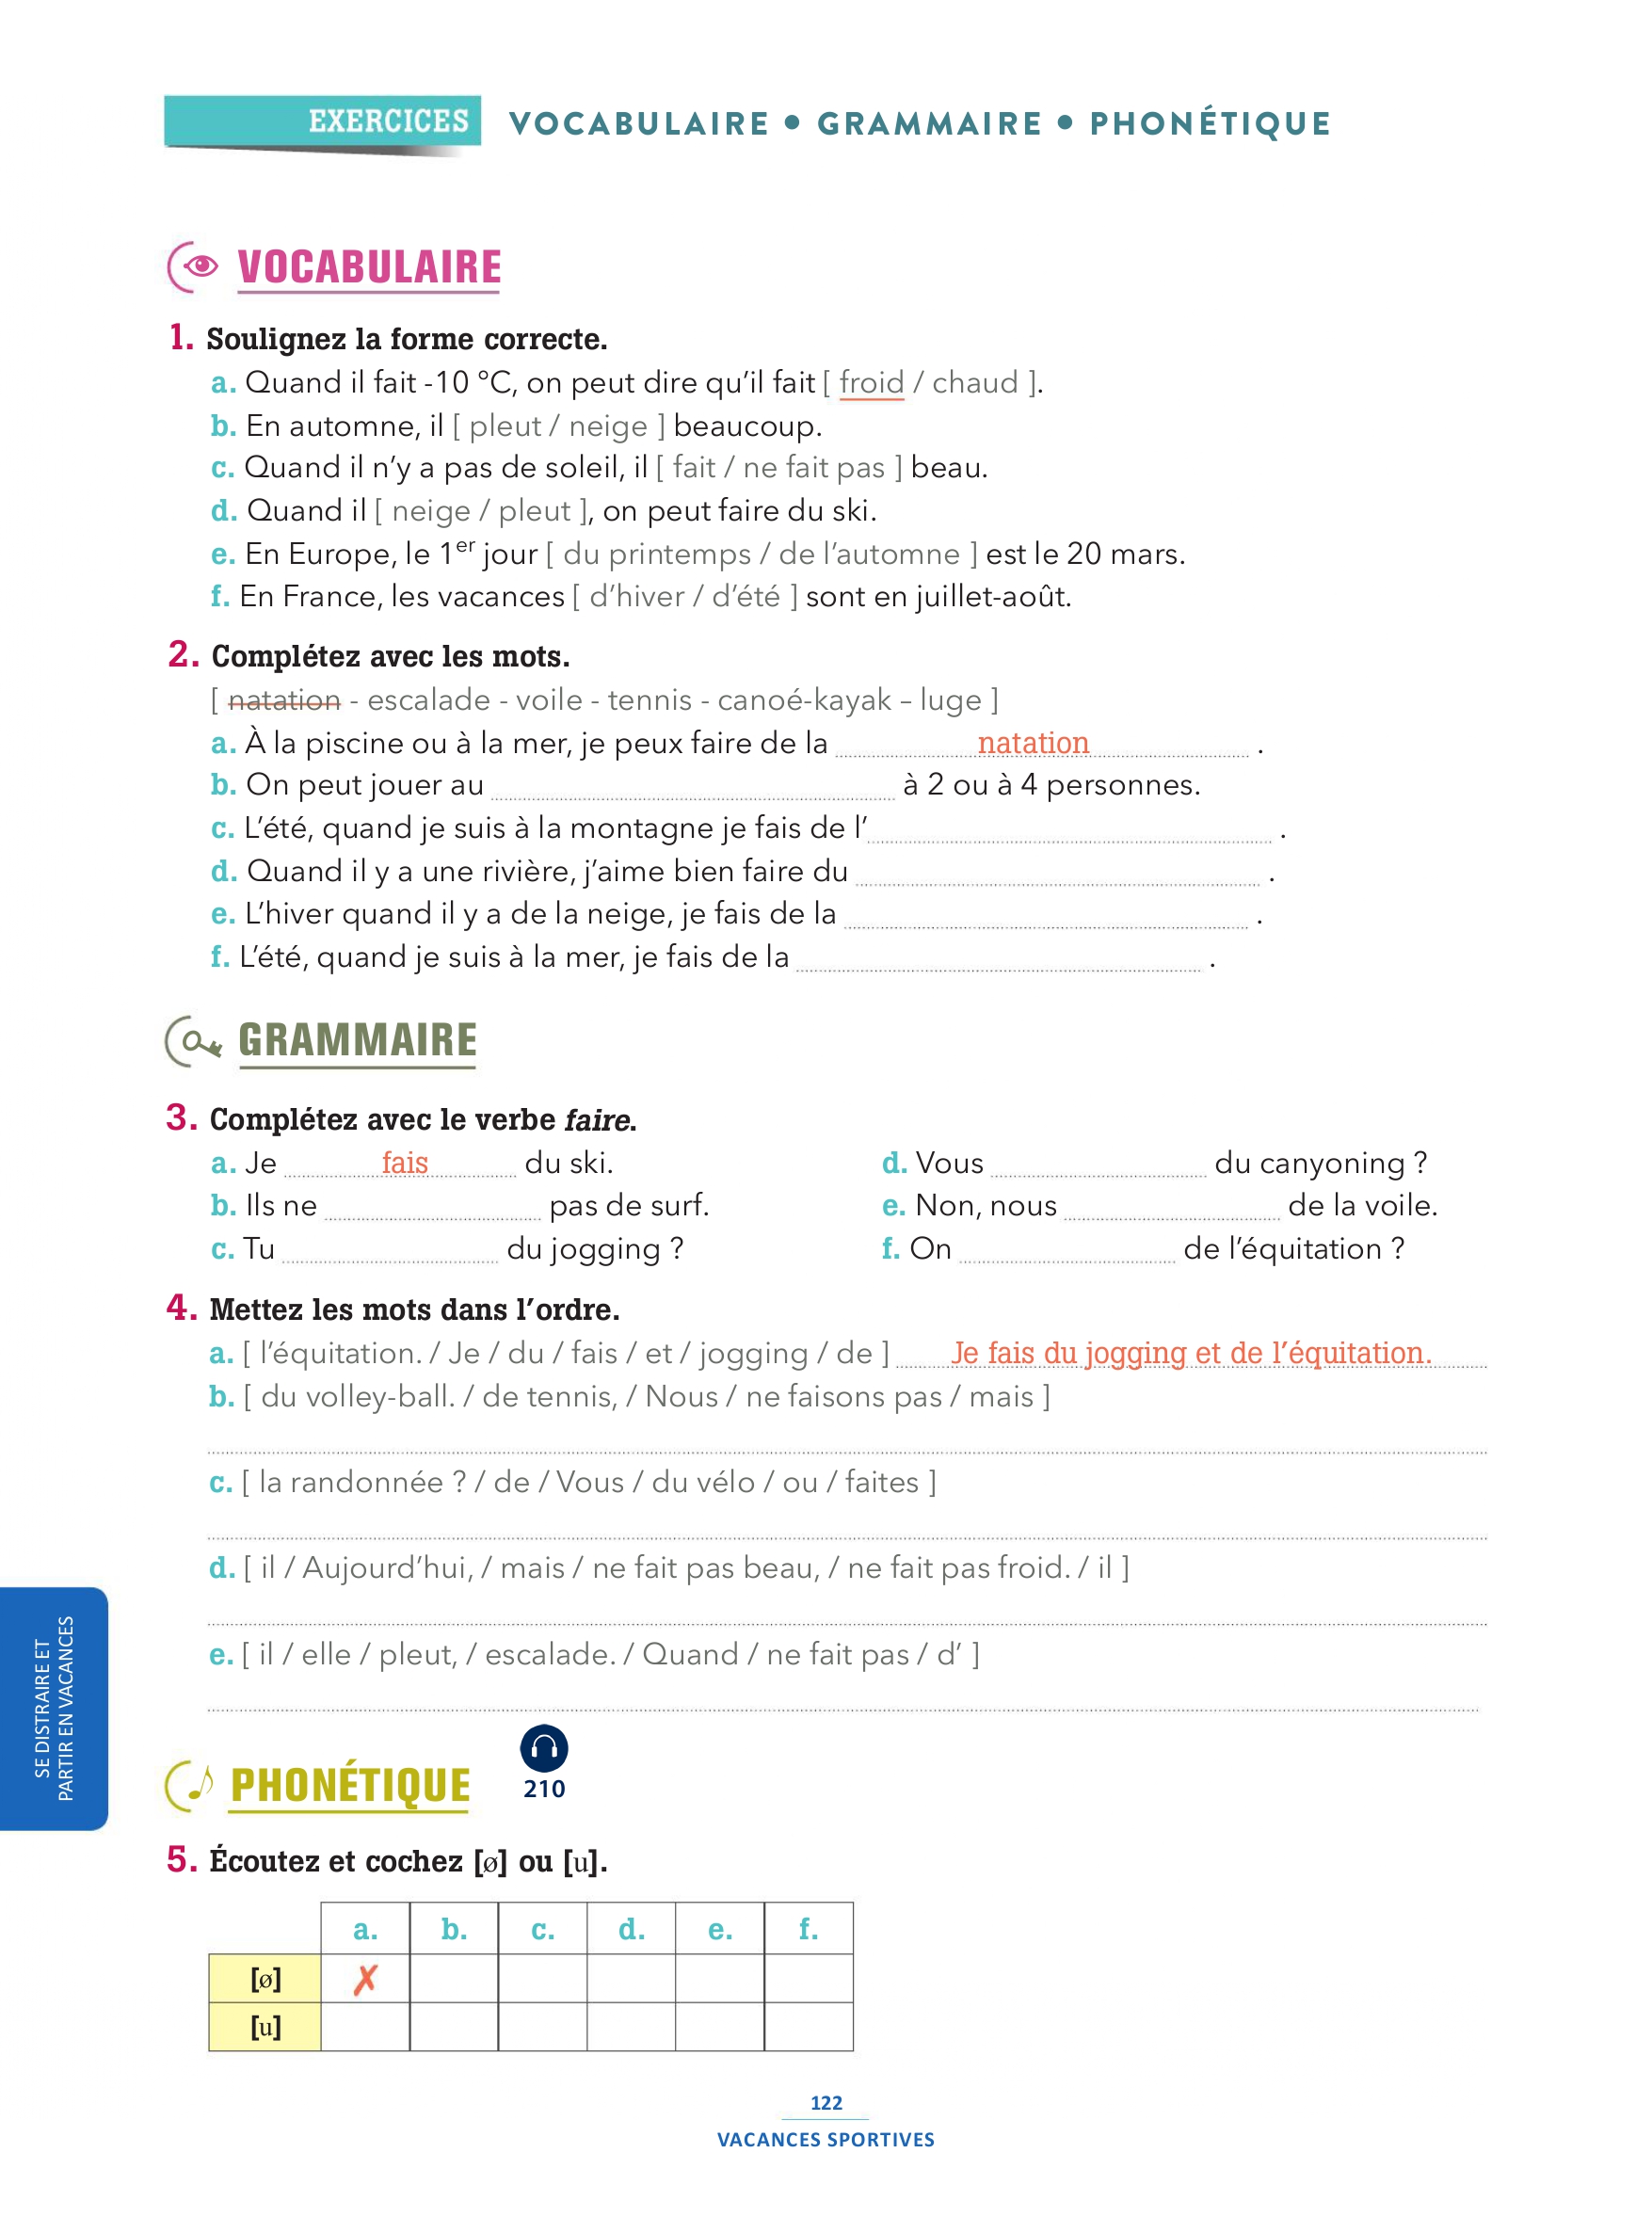 EXERCICES VOCABULAIRE • GRAMMAIRE • PHONÉTIQUE
VOCABULAIRE
1. Soulignez la forme correcte.
a. Quand il fait -10 °C, on peut dire qu’il fait [ froid / chaud ].
b. En automne, il [ pleut / neige ] beaucoup.
c. Quand il n’y a pas de soleil, il [ fait / ne fait pas ] beau.
d. Quand il [ neige / pleut ], on peut faire du ski.
e. En Europe, le 1er jour [ du printemps / de l’automne ] est le 20 mars.
f. En France, les vacances [ d’hiver / d’été ] sont en juillet-août.
2. Complétez avec les mots.
[ natation - escalade - voile - tennis - canoé-kayak – luge ]
a. À la piscine ou à la mer, je peux faire de la natation .
b. On peut jouer au à 2 ou à 4 personnes.
c. L’été, quand je suis à la montagne je fais de l’ .
d. Quand il y a une rivière, j’aime bien faire du .
e. L’hiver quand il y a de la neige, je fais de la .
f. L’été, quand je suis à la mer, je fais de la .
GRAMMAIRE
3. Complétez avec le verbe faire.
a. Je fais du ski.
b. Ils ne pas de surf.
c. Tu du jogging ?
d. Vous du canyoning ?
e. Non, nous de la voile.
f. On de l’équitation ?
4. Mettez les mots dans l’ordre.
a. [ l’équitation. / Je / du / fais / et / jogging / de ] Je fais du jogging et de l’équitation.
b. [ du volley-ball. / de tennis, / Nous / ne faisons pas / mais ]
c. [ la randonnée ? / de / Vous / du vélo / ou / faites ]
d. [ il / Aujourd’hui, / mais / ne fait pas beau, / ne fait pas froid. / il ]
e. [ il / elle / pleut, / escalade. / Quand / ne fait pas / d’ ]
SE DISTRAIRE ET
PARTIR EN VACANCES
PHONÉTIQUE
210
5. Écoutez et cochez [ø] ou [u].
a. b. c. d. e. f.
[ø] ✗
[u]
122
VACANCES SPORTIVES